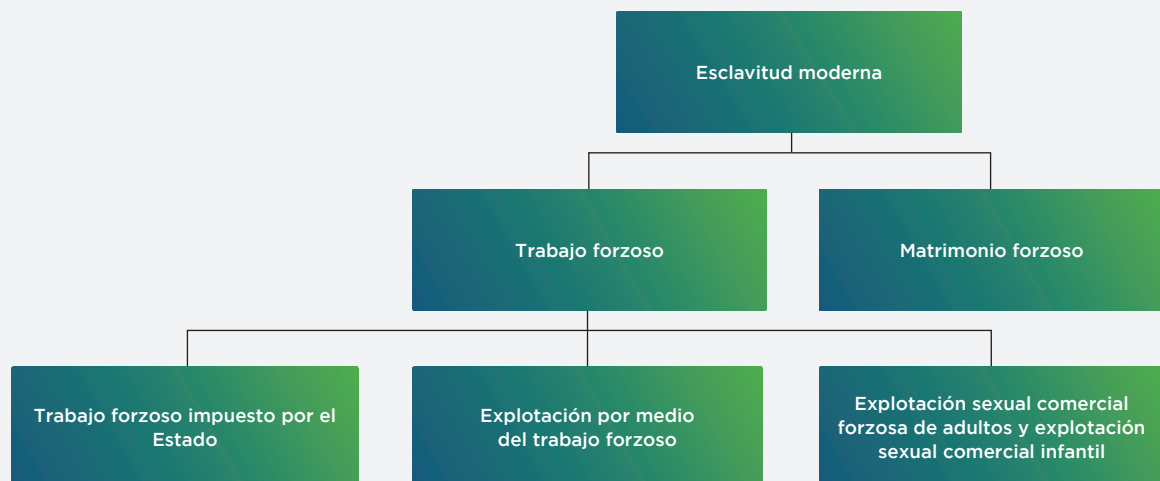 Esclavitud moderna
Trabajo forzoso
Matrimonio forzoso
Trabajo forzoso impuesto por el
Estado
Explotación por medio
del trabajo forzoso
Explotación sexual comercial
forzosa de adultos y explotación
sexual comercial infantil